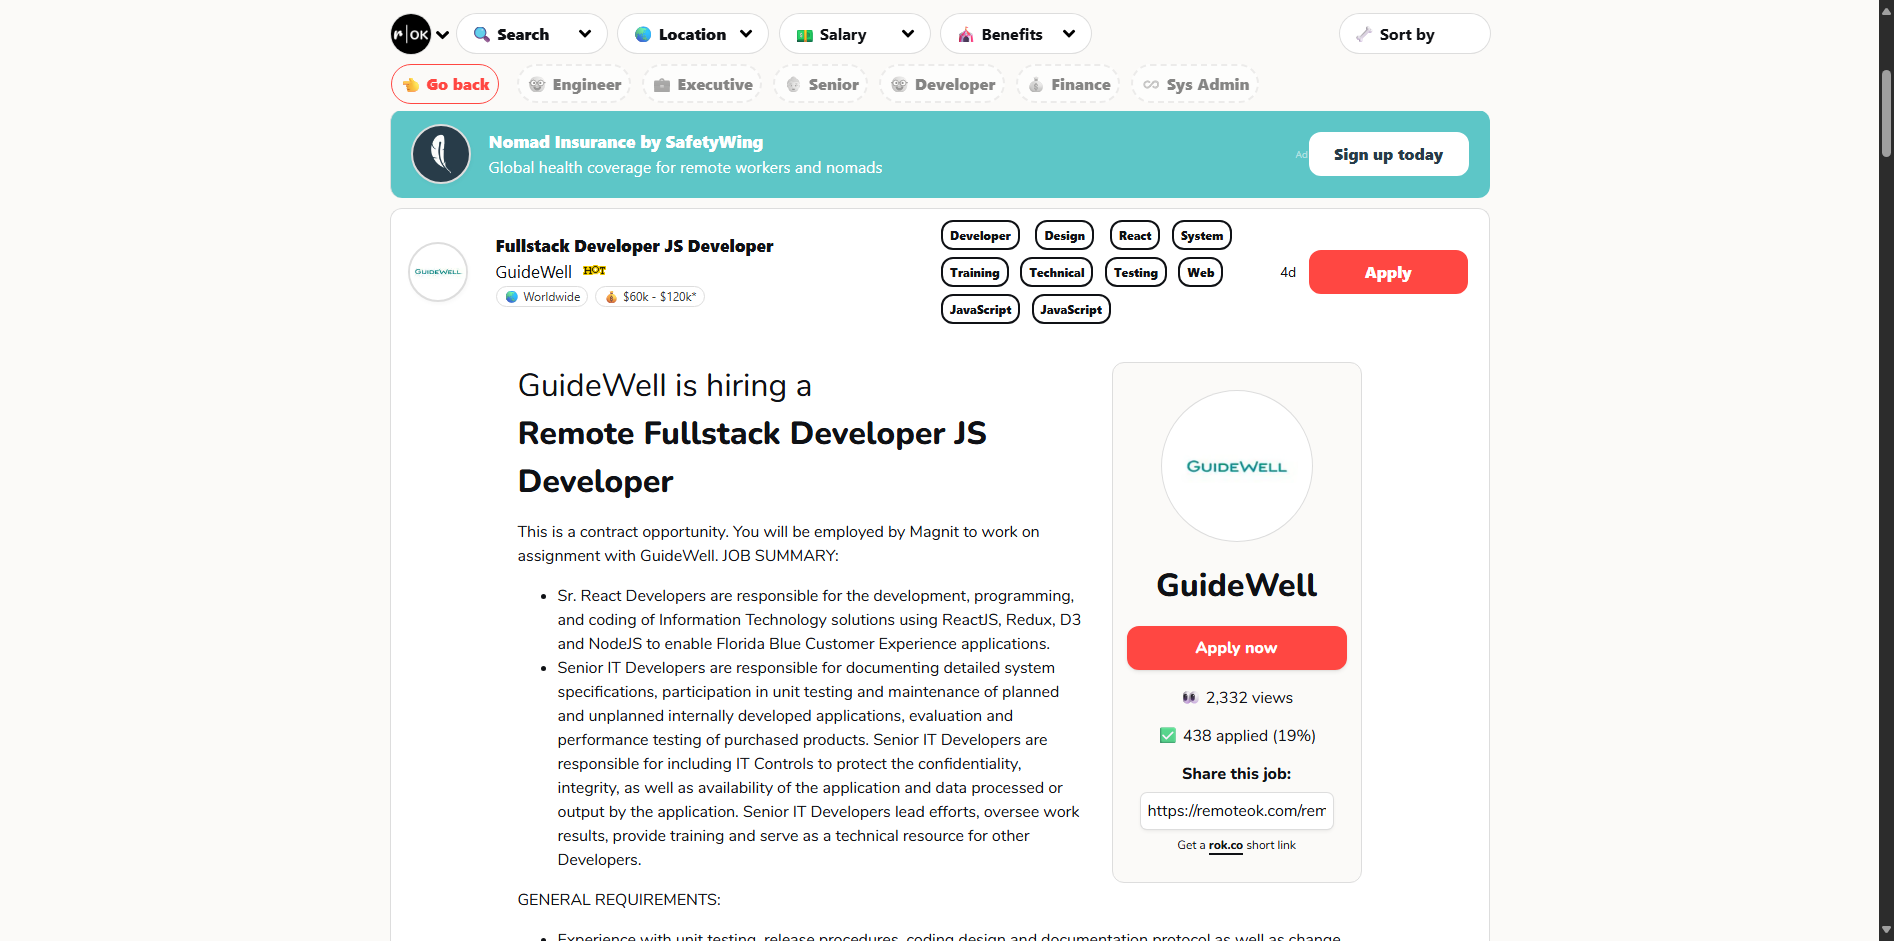 r|OK
Search
Location
Salary
Benefits
Sort by
Go back
Engineer
Executive
Senior
Developer
Finance
Sys Admin
Nomad Insurance by SafetyWing
Global health coverage for remote workers and nomads
Ad
Sign up today
GUIDEWELL
Fullstack Developer JS Developer
GuideWell HOT
Worldwide
$60k - $120k*
Developer Design React System
Training Technical Testing Web
JavaScript JavaScript
4d
Apply
GuideWell is hiring a
Remote Fullstack Developer JS
Developer
This is a contract opportunity. You will be employed by Magnit to work on
assignment with GuideWell. JOB SUMMARY:
• Sr. React Developers are responsible for the development, programming,
and coding of Information Technology solutions using ReactJS, Redux, D3
and NodeJS to enable Florida Blue Customer Experience applications.
• Senior IT Developers are responsible for documenting detailed system
specifications, participation in unit testing and maintenance of planned
and unplanned internally developed applications, evaluation and
performance testing of purchased products. Senior IT Developers are
responsible for including IT Controls to protect the confidentiality,
integrity, as well as availability of the application and data processed or
output by the application. Senior IT Developers lead efforts, oversee work
results, provide training and serve as a technical resource for other
Developers.
GENERAL REQUIREMENTS:
• Experience with unit testing, release procedures, coding design and documentation protocol as well as change
GUIDEWELL
GuideWell
Apply now
2,332 views
438 applied (19%)
Share this job:
https://remoteok.com/rem
Get a rok.co short link